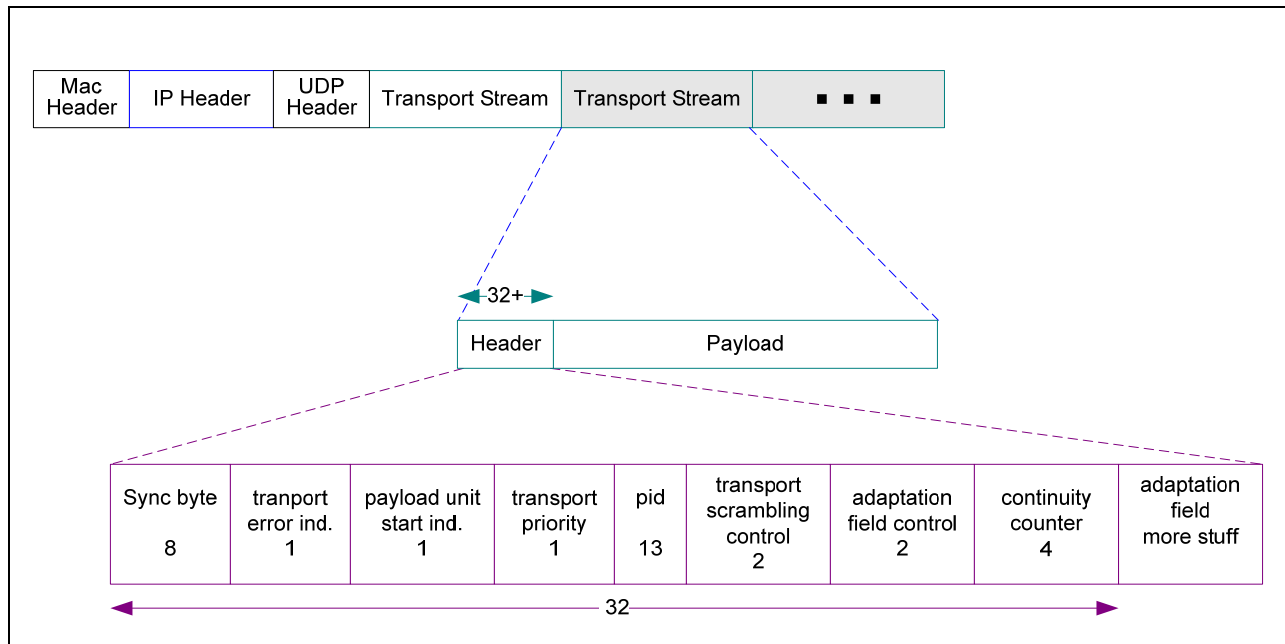 Mac
Header
IP Header
UDP
Header
Transport Stream
Transport Stream
32+
Header
Payload
Sync byte
8
tranport
error ind.
1
payload unit
start ind.
1
transport
priority
1
pid
13
transport
scrambling
control
2
adaptation
field control
2
continuity
counter
4
adaptation
field
more stuff
32